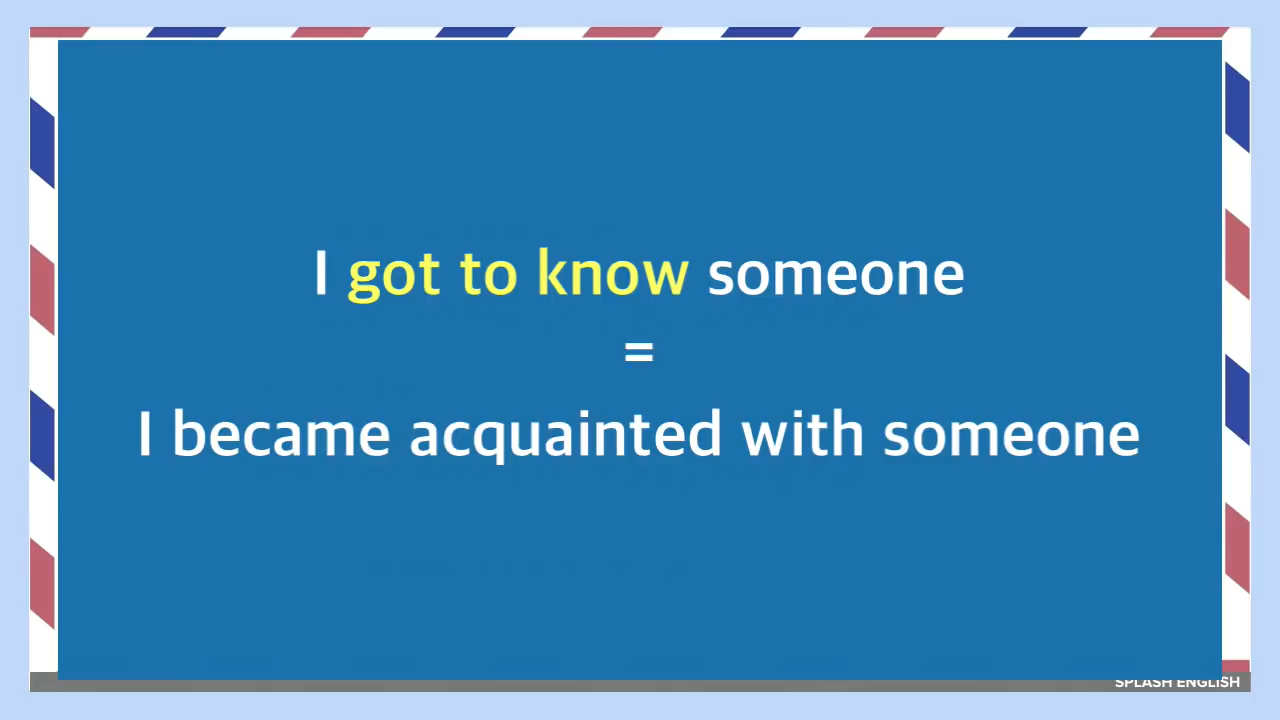 I got to know someone
=
I became acquainted with someone
SPLASH ENGLISH